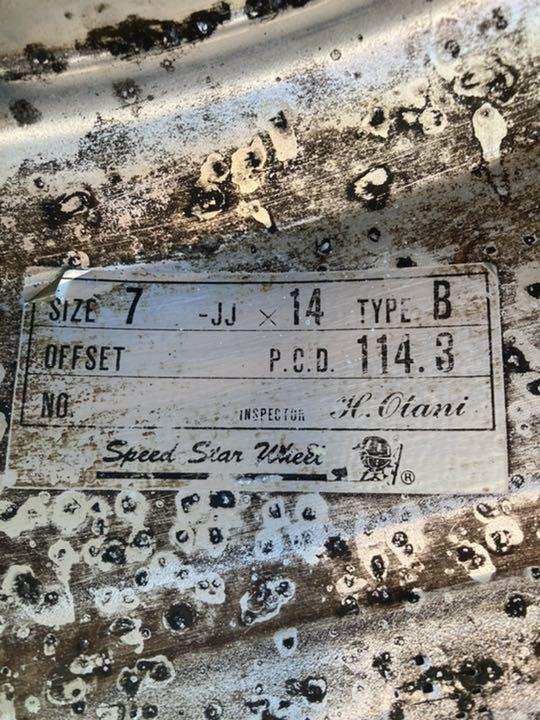 SIZE 7 -JJ × 14 TYPE B
OFFSET P.C.D. 114.3
NO. INSPECTOR H. Otani
Speed Star Wheel ®